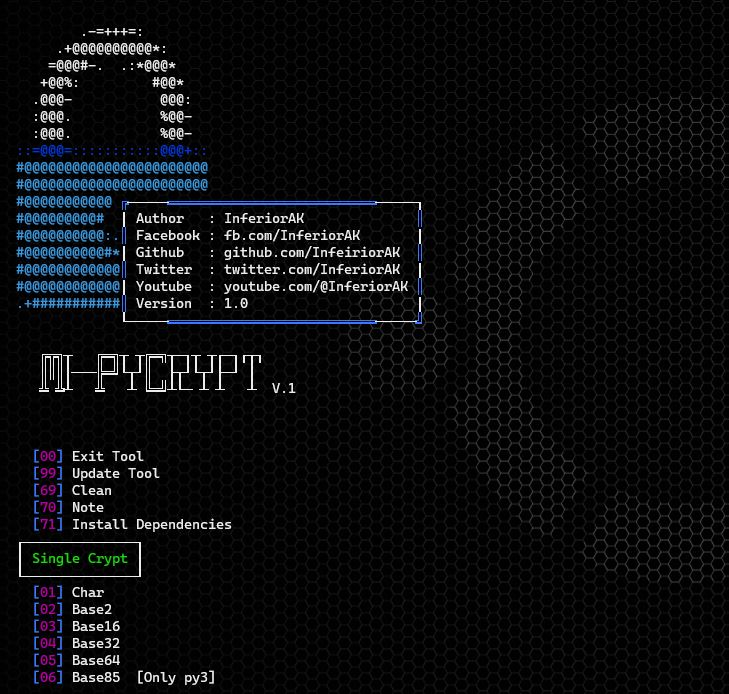 Author : InferiorAK
Facebook : fb.com/InferiorAK
Github : github.com/InfeiriorAK
Twitter : twitter.com/InferiorAK
Youtube : youtube.com/@InferiorAK
Version : 1.0
M-PYCRYPT V.1
[00] Exit Tool
[99] Update Tool
[69] Clean
[70] Note
[71] Install Dependencies
Single Crypt
[01] Char
[02] Base2
[03] Base16
[04] Base32
[05] Base64
[06] Base85 [Only py3]